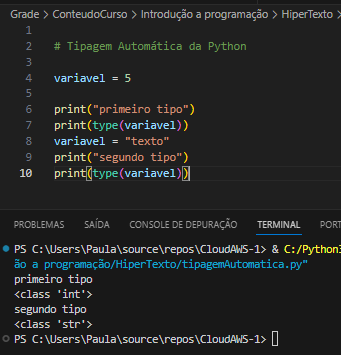 Grade > ConteudoCurso > Introdução a programação > HiperTexto >
1
2 # Tipagem Automática da Python
3
4 variavel = 5
5
6 print("primeiro tipo")
7 print(type(variavel))
8 variavel = "texto"
9 print("segundo tipo")
10 print(type(variavel))
PROBLEMAS SAÍDA CONSOLE DE DEPURAÇÃO TERMINAL
PS C:\Users\Paula\source\repos\CloudAWS-1> & C:/Python
ão a programação/HiperTexto/tipagemAutomatica.py"
primeiro tipo
<class 'int'>
segundo tipo
<class 'str'>
PS C:\Users\Paula\source\repos\CloudAWS-1>